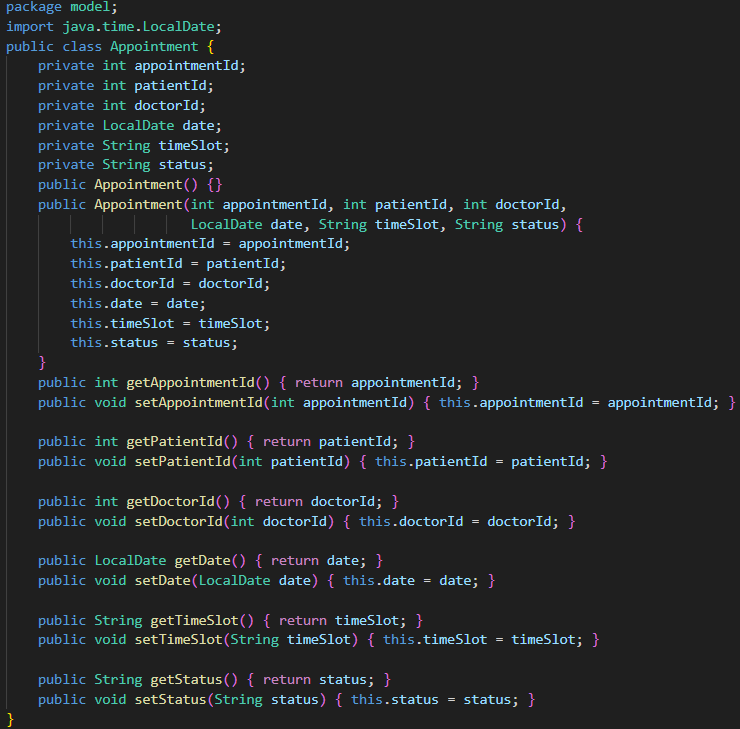 package model;
import java.time.LocalDate;
public class Appointment {
    private int appointmentId;
    private int patientId;
    private int doctorId;
    private LocalDate date;
    private String timeSlot;
    private String status;
    public Appointment() {}
    public Appointment(int appointmentId, int patientId, int doctorId,
                       LocalDate date, String timeSlot, String status) {
        this.appointmentId = appointmentId;
        this.patientId = patientId;
        this.doctorId = doctorId;
        this.date = date;
        this.timeSlot = timeSlot;
        this.status = status;
    }
    public int getAppointmentId() { return appointmentId; }
    public void setAppointmentId(int appointmentId) { this.appointmentId = appointmentId; }

    public int getPatientId() { return patientId; }
    public void setPatientId(int patientId) { this.patientId = patientId; }

    public int getDoctorId() { return doctorId; }
    public void setDoctorId(int doctorId) { this.doctorId = doctorId; }

    public LocalDate getDate() { return date; }
    public void setDate(LocalDate date) { this.date = date; }

    public String getTimeSlot() { return timeSlot; }
    public void setTimeSlot(String timeSlot) { this.timeSlot = timeSlot; }

    public String getStatus() { return status; }
    public void setStatus(String status) { this.status = status; }
}